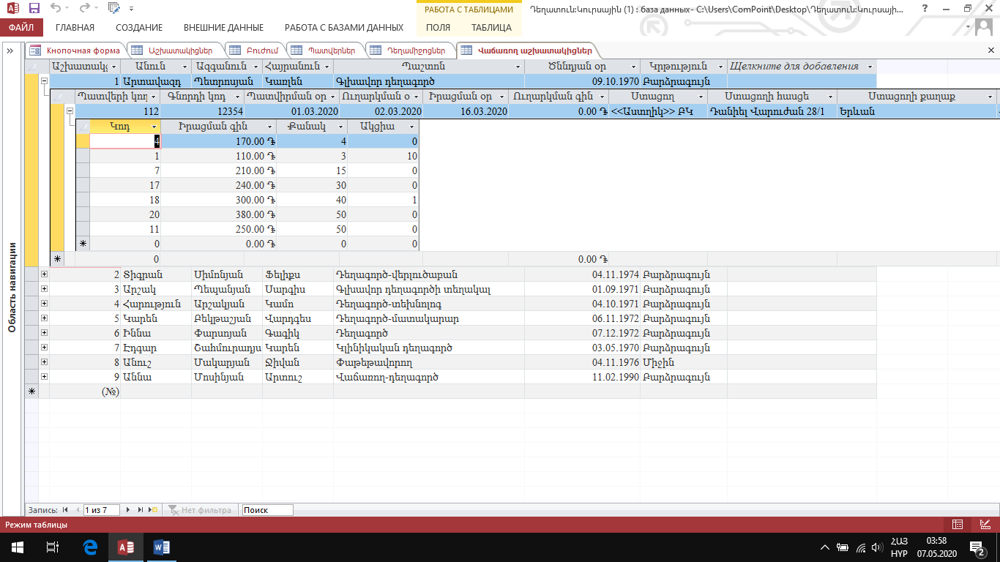 РАБОТА С ТАБЛИЦАМИ Դեղատուն:Կուրսային (1) : база данных- C:\Users\ComPoint\Desktop\Դեղատուն:Կուրսայի... ?
ФАЙЛ ГЛАВНАЯ СОЗДАНИЕ ВНЕШНИЕ ДАННЫЕ РАБОТА С БАЗАМИ ДАННЫХ ПОЛЯ ТАБЛИЦА
Кнопочная форма Աշխատակիցներ Բուժում Պատվերներ Դեղամիջոցներ Վաճառող աշխատակիցներ
Աշխատակց Անուն Ազգանուն Հայրանուն Պաշտոն Ծննդյան օր Կրթություն Щелкните для добавления
1 Արտավազդ Պետրոսյան Կառլեն Գլխավոր դեղագործ 09.10.1970 Բարձրագույն
Պատվերի կոդ Գնորդի կոդ Պատվիրման օր Ուղարկման օ Իրացման օր Ուղարկման գին Ստացող Ստացողի հասցե Ստացողի քաղաք
112 12354 01.03.2020 02.03.2020 16.03.2020 0.00 ֏ <<Աստղիկ>> ԲԿ Դանիել Վարուժան 28/1 Երևան
Կոդ Իրացման գին Քանակ Ակցիա
4 170.00 ֏ 4 0
1 110.00 ֏ 3 10
7 210.00 ֏ 15 0
17 240.00 ֏ 30 0
18 300.00 ֏ 40 1
20 380.00 ֏ 50 0
11 250.00 ֏ 50 0
0 0.00 ֏ 0 0
0 0.00 ֏
2 Տիգրան Սիմոնյան Ֆելիքս Դեղագործ-վերլուծաբան 04.11.1974 Բարձրագույն
3 Արշակ Պեպանյան Սարգիս Գլխավոր դեղագործի տեղակալ 01.09.1971 Բարձրագույն
4 Հարություն Արշակյան Կամո Դեղագործ-տեխնոլոգ 04.10.1971 Բարձրագույն
5 Կարեն Բեկթաշյան Վարդգես Դեղագործ-մատակարար 06.11.1972 Բարձրագույն
6 Իննա Փարսոյան Գագիկ Դեղագործ 07.12.1972 Բարձրագույն
7 Էդգար Շահմուրադյա Կարեն Կլինիկական դեղագործ 03.05.1970 Բարձրագույն
8 Անուշ Մակարյան Ջիվան Փաթեթավորող 04.11.1976 Միջին
9 Աննա Մոսինյան Արտուշ Վաճառող-դեղագործ 11.02.1990 Բարձրագույն
(№)
Область навигации
Запись: 1 из 7 Нет фильтра Поиск
Режим таблицы
ՀԱՅ 03:58
HYP 07.05.2020 2